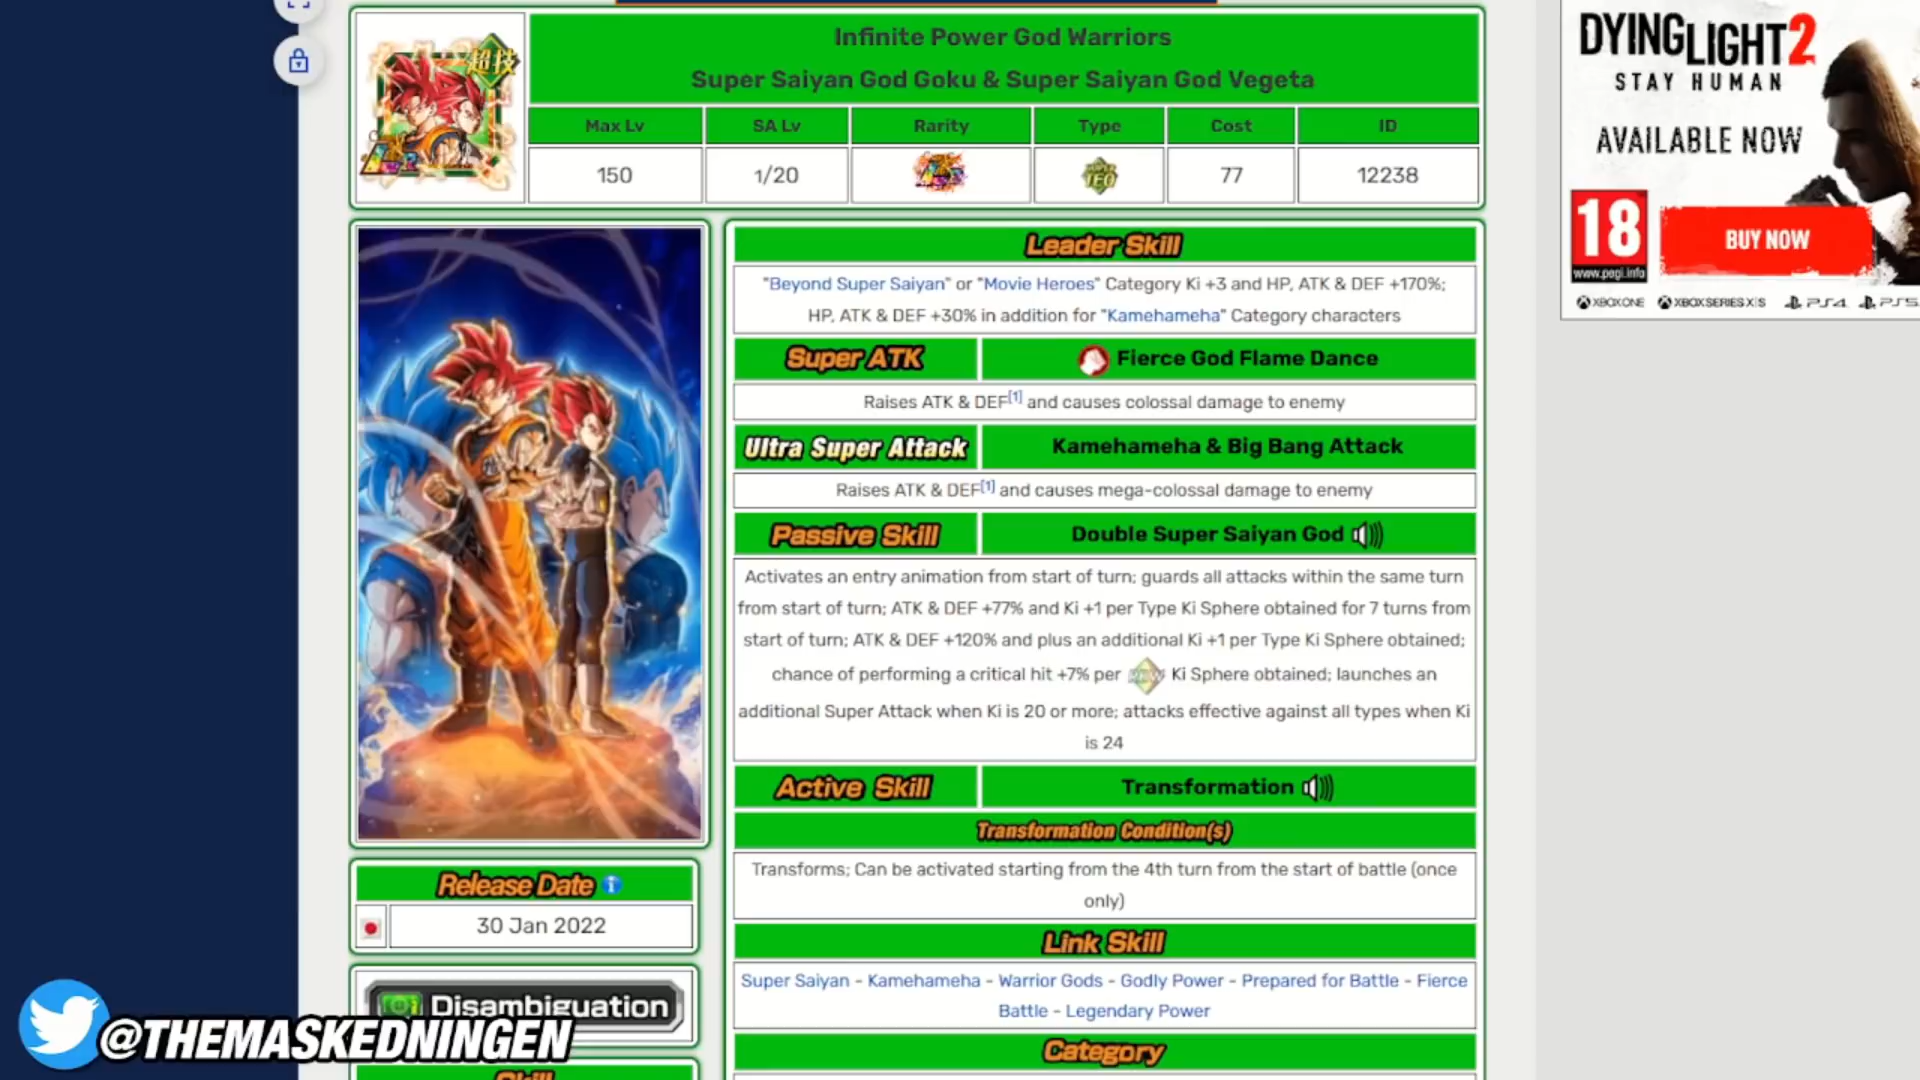 Infinite Power God Warriors
Super Saiyan God Goku & Super Saiyan God Vegeta
超技
LR
Max Lv SA Lv Rarity Type Cost ID
150 1/20 LR SUPER TEQ 77 12238
Leader Skill
"Beyond Super Saiyan" or "Movie Heroes" Category Ki +3 and HP, ATK & DEF +170%;
HP, ATK & DEF +30% in addition for "Kamehameha" Category characters
Super ATK Fierce God Flame Dance
Raises ATK & DEF[1] and causes colossal damage to enemy
Ultra Super Attack Kamehameha & Big Bang Attack
Raises ATK & DEF[1] and causes mega-colossal damage to enemy
Passive Skill Double Super Saiyan God
Activates an entry animation from start of turn; guards all attacks within the same turn
from start of turn; ATK & DEF +77% and Ki +1 per Type Ki Sphere obtained for 7 turns from
start of turn; ATK & DEF +120% and plus an additional Ki +1 per Type Ki Sphere obtained;
chance of performing a critical hit +7% per Ki Sphere obtained; launches an
additional Super Attack when Ki is 20 or more; attacks effective against all types when Ki
is 24
Active Skill Transformation
Transformation Condition(s)
Transforms; Can be activated starting from the 4th turn from the start of battle (once
only)
Link Skill
Super Saiyan - Kamehameha - Warrior Gods - Godly Power - Prepared for Battle - Fierce
Battle - Legendary Power
Category
Release Date
30 Jan 2022
Disambiguation
Skill
@THEMASKEDNINGEN
DYING LIGHT 2
STAY HUMAN
AVAILABLE NOW
18
www.pegi.info
BUY NOW
XBOX ONE XBOX SERIES X|S PS4 PS5